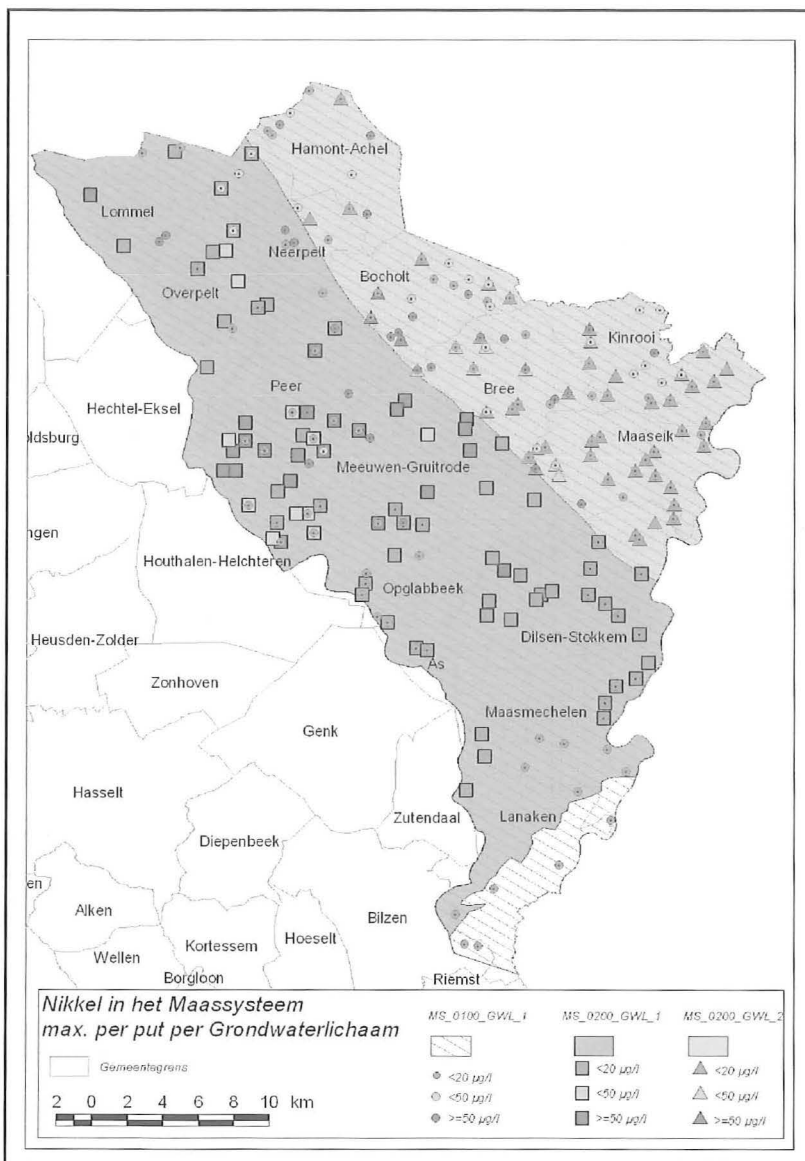 Hamont-Achel
Lommel
Neerpelt
Bocholt
Overpelt
Kinrooi
Peer
Bree
Hechtel-Eksel
Maaseik
oldsburg
Meeuwen-Gruitrode
ngen
Houthalen-Helchteren
Opglabbeek
Heusden-Zolder
Dilsen-Stokkem
As
Zonhoven
Maasmechelen
Genk
Hasselt
Zutendaal
Lanaken
Diepenbeek
en
Alken
Bilzen
Kortessem
Hoeselt
Wellen
Borgloon
Riemst
Nikkel in het Maassysteem
max. per put per Grondwaterlichaam
Gemeentegrens
2 0 2 4 6 8 10 km
MS_0100_GWL_1 MS_0200_GWL_1 MS_0200_GWL_2
<20 µg/l <20 µg/l <20 µg/l
<50 µg/l <50 µg/l <50 µg/l
>=50 µg/l >=50 µg/l >=50 µg/l